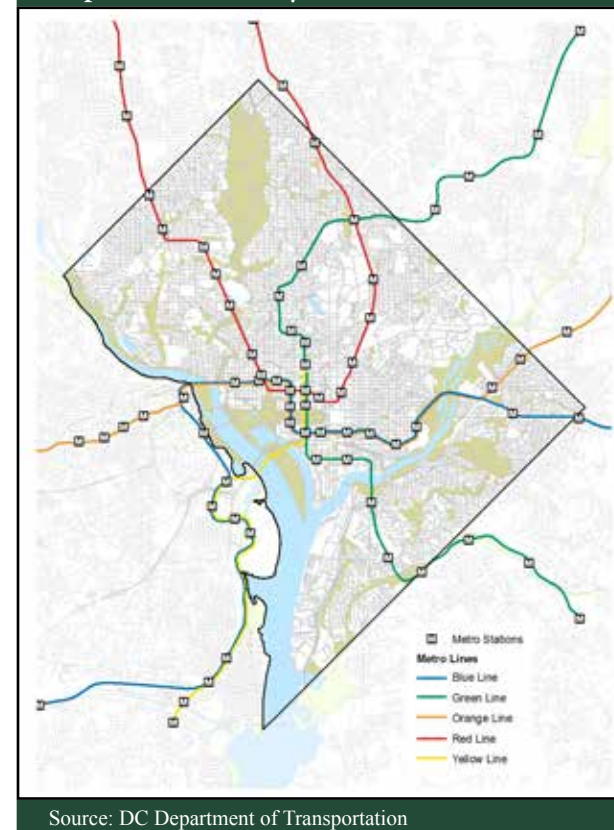 Metro Stations
Metro Lines
Blue Line
Green Line
Orange Line
Red Line
Yellow Line
Source: DC Department of Transportation